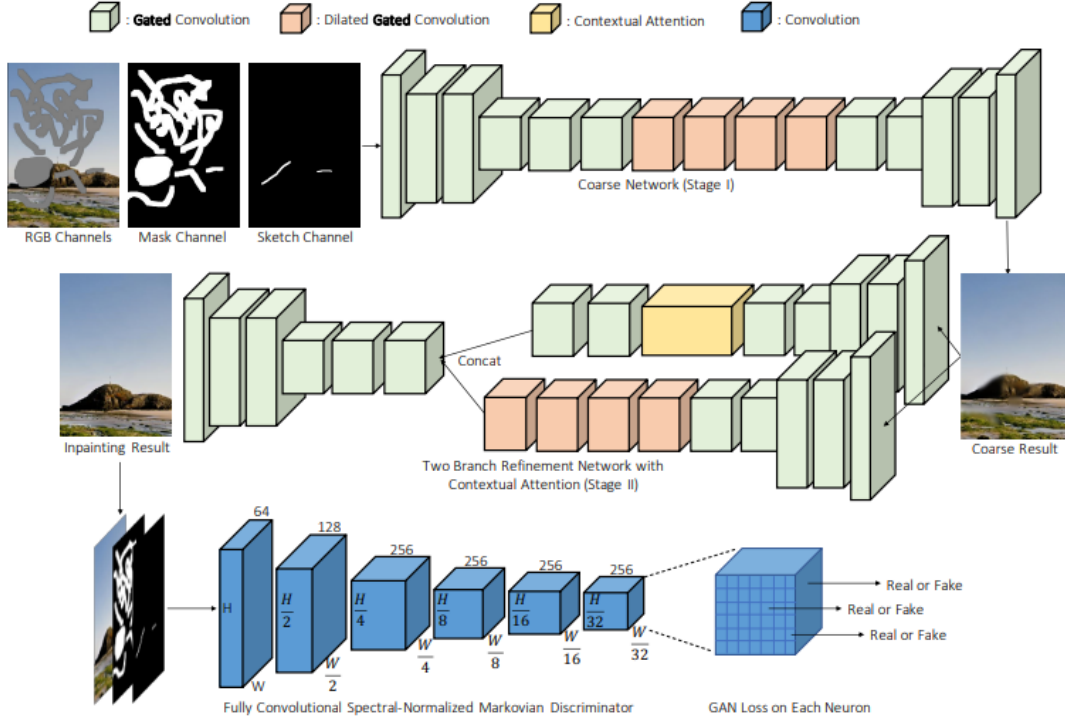 : Gated Convolution
: Dilated Gated Convolution
: Contextual Attention
: Convolution
RGB Channels
Mask Channel
Sketch Channel
Coarse Network (Stage I)
Concat
Inpainting Result
Two Branch Refinement Network with
Contextual Attention (Stage II)
Coarse Result
64
128
256
256
256
256
H
H/2
H/4
H/8
H/16
H/32
W
W/2
W/4
W/8
W/16
W/32
Real or Fake
Real or Fake
Real or Fake
Fully Convolutional Spectral-Normalized Markovian Discriminator
GAN Loss on Each Neuron